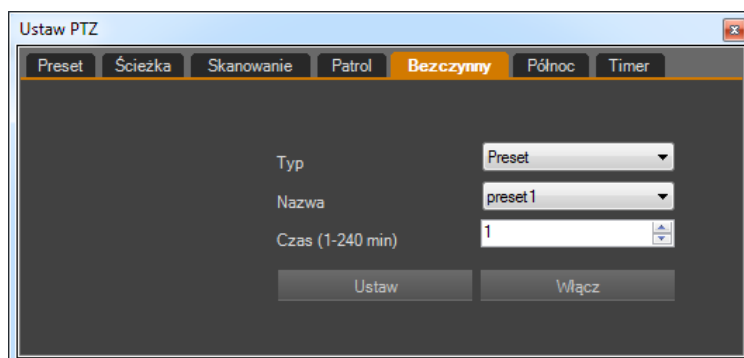 Ustaw PTZ
Preset Ścieżka Skanowanie Patrol Bezczynny Północ Timer
Typ Preset
Nazwa preset1
Czas (1-240 min) 1
Ustaw Włącz